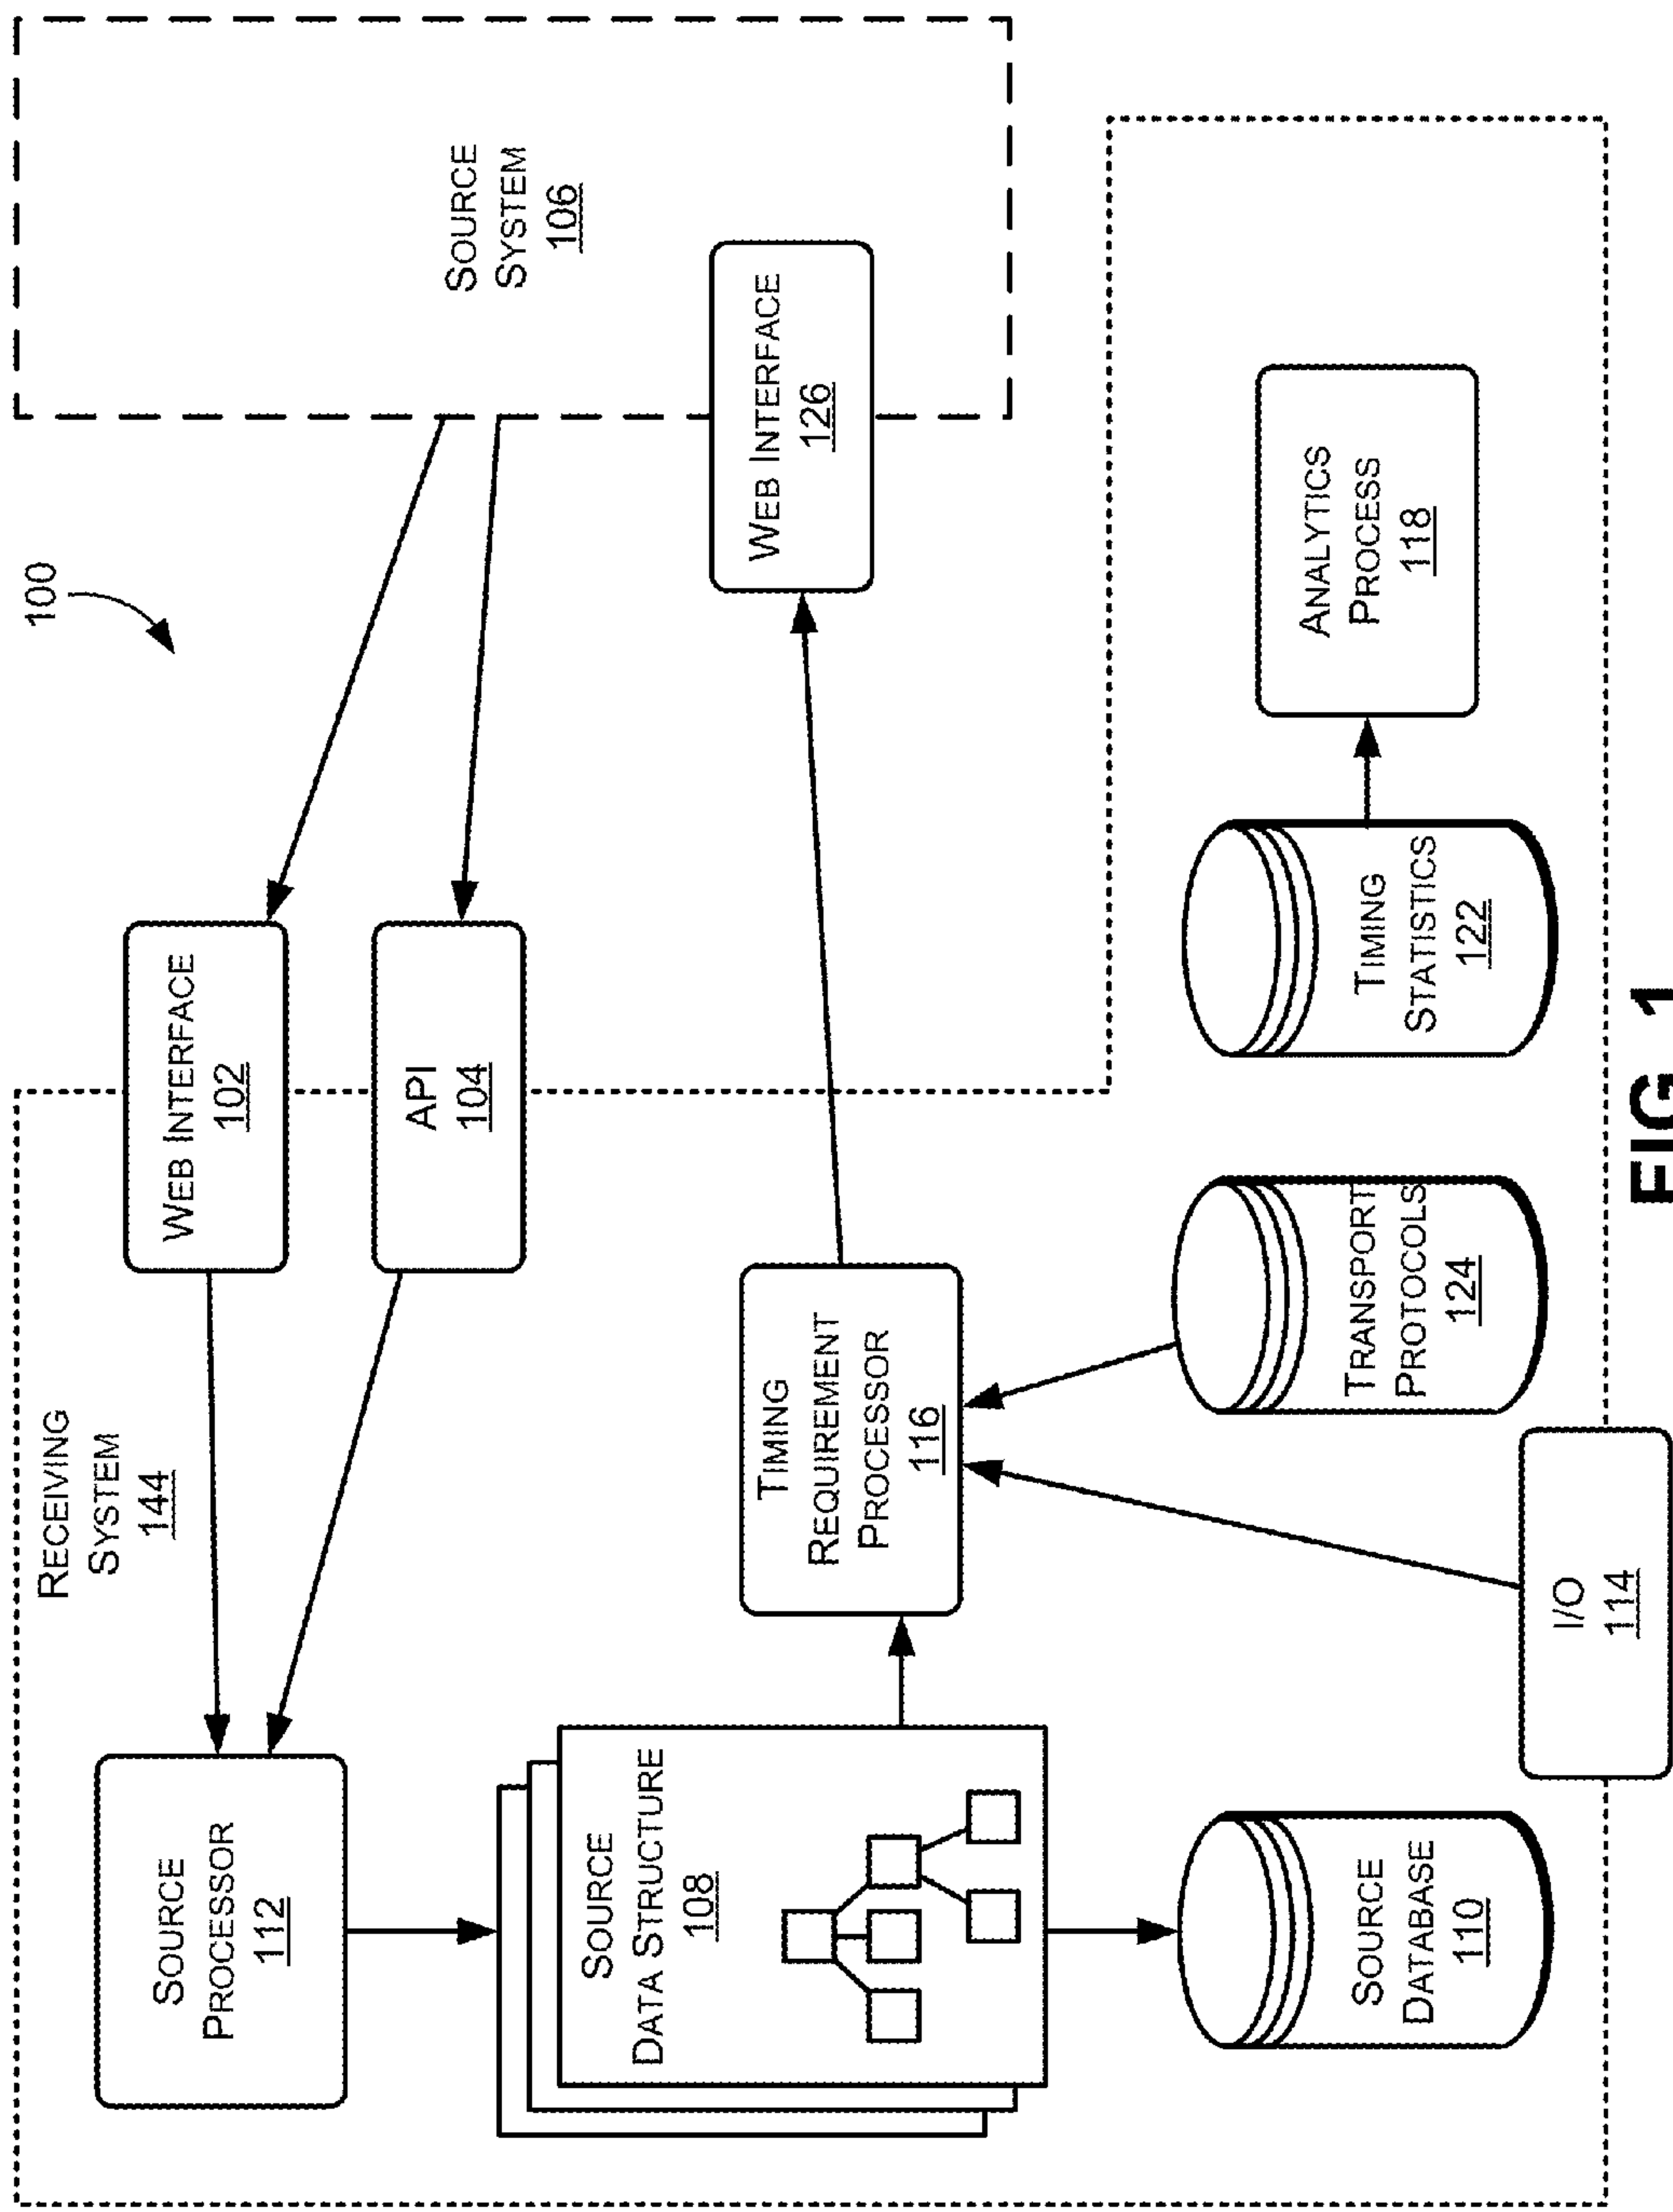 100
RECEIVING
SYSTEM
144
SOURCE
PROCESSOR
112
WEB INTERFACE
102
API
104
SOURCE
SYSTEM
106
SOURCE
DATA STRUCTURE
108
TIMING
REQUIREMENT
PROCESSOR
116
WEB INTERFACE
126
SOURCE
DATABASE
110
TRANSPORT
PROTOCOLS
124
TIMING
STATISTICS
122
ANALYTICS
PROCESS
118
I/O
114
FIG 1